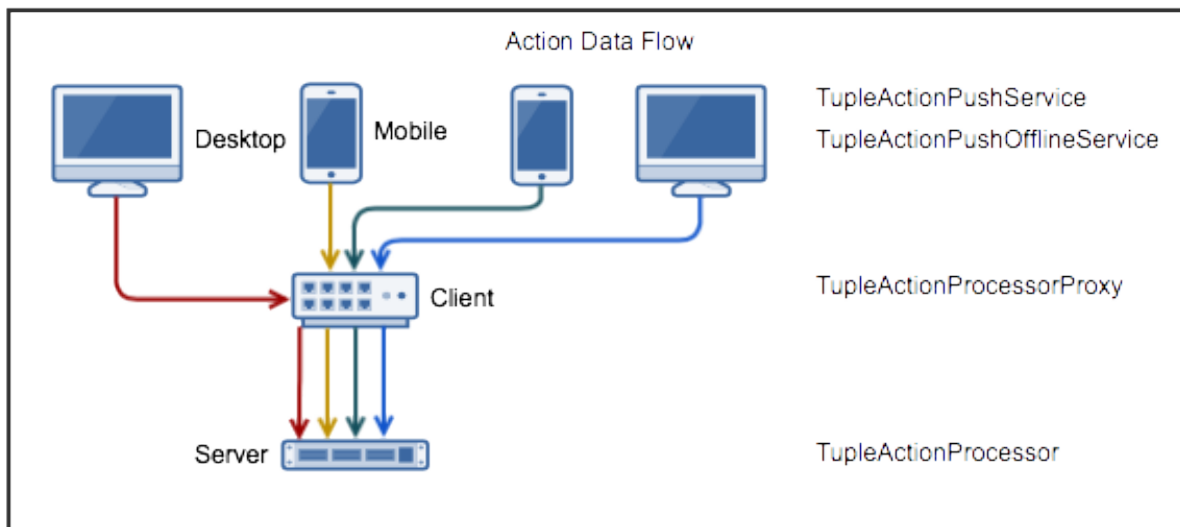 Action Data Flow
Desktop
Mobile
TupleActionPushService
TupleActionPushOfflineService
Client
TupleActionProcessorProxy
Server
TupleActionProcessor